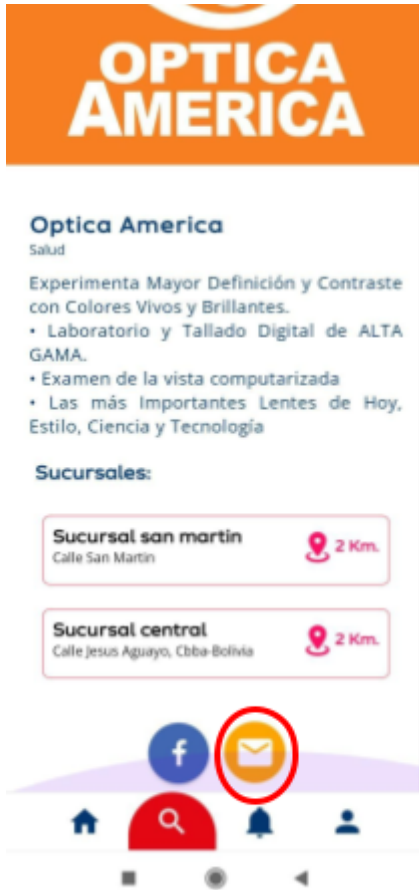 OPTICA
AMERICA
Optica America
Salud
Experimenta Mayor Definición y Contraste
con Colores Vivos y Brillantes.
• Laboratorio y Tallado Digital de ALTA
GAMA.
• Examen de la vista computarizada
• Las más Importantes Lentes de Hoy,
Estilo, Ciencia y Tecnología
Sucursales:
Sucursal san martin
Calle San Martin
2 Km.
Sucursal central
Calle Jesus Aguayo, Cbba-Bolivia
2 Km.
f